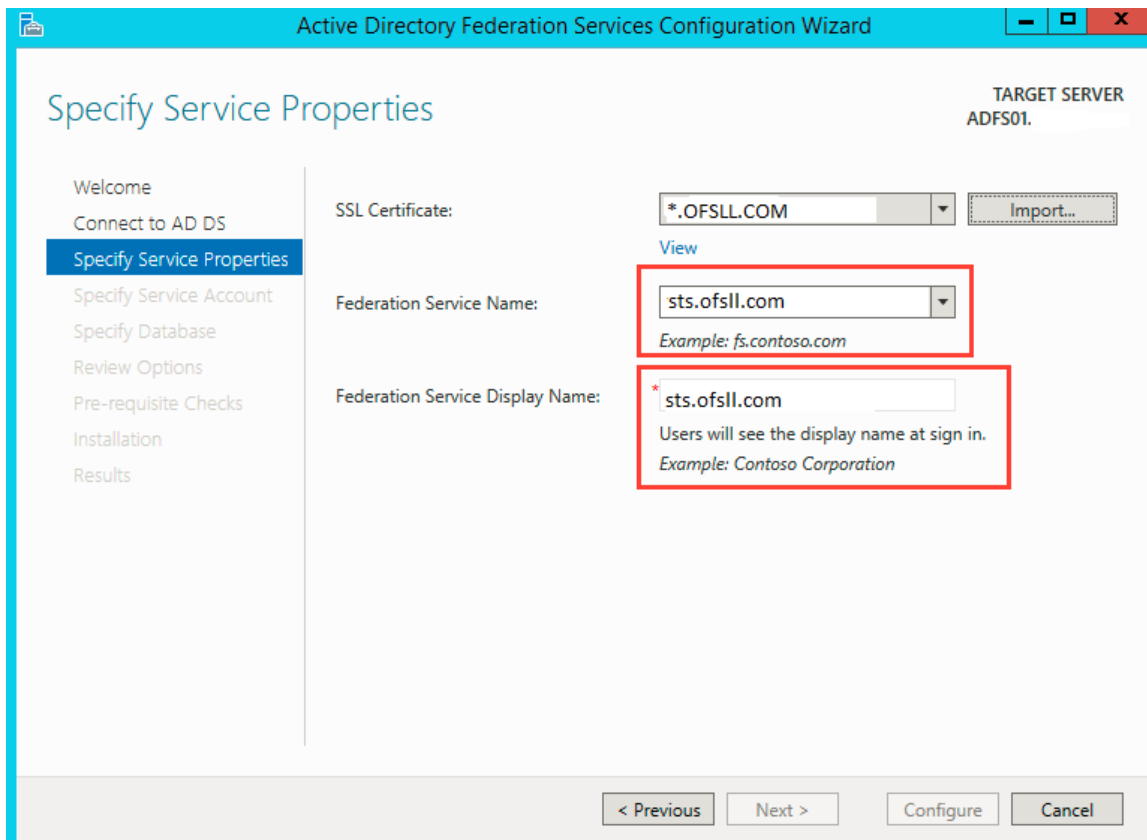 Active Directory Federation Services Configuration Wizard
Specify Service Properties
TARGET SERVER
ADFS01.
Welcome
Connect to AD DS
Specify Service Properties
Specify Service Account
Specify Database
Review Options
Pre-requisite Checks
Installation
Results
SSL Certificate:
*.OFSLL.COM
Import...
View
Federation Service Name:
sts.ofsll.com
Example: fs.contoso.com
Federation Service Display Name:
* sts.ofsll.com
Users will see the display name at sign in.
Example: Contoso Corporation
< Previous
Next >
Configure
Cancel